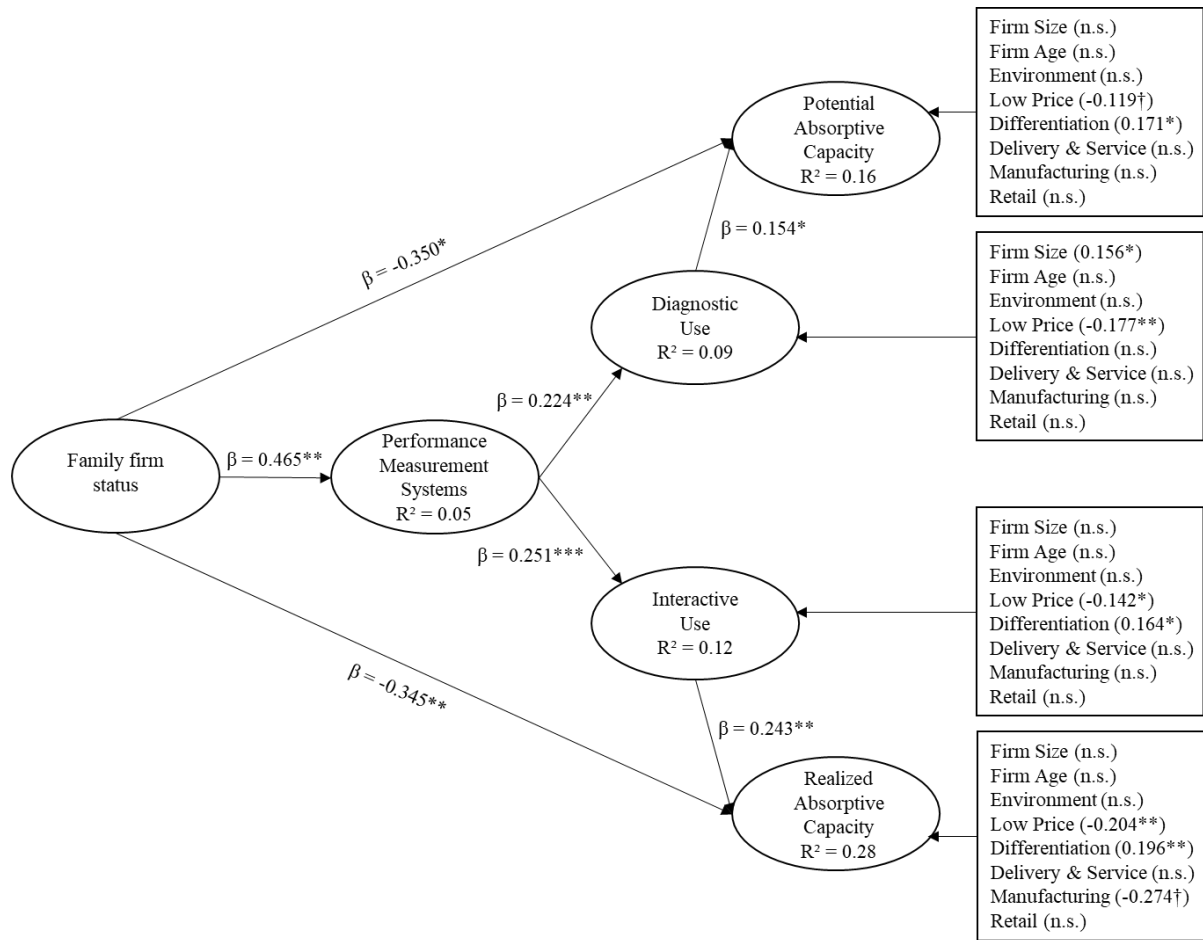 Firm Size (n.s.)
Firm Age (n.s.)
Environment (n.s.)
Low Price (-0.119†)
Differentiation (0.171*)
Delivery & Service (n.s.)
Manufacturing (n.s.)
Retail (n.s.)
Potential
Absorptive
Capacity
R² = 0.16
β = 0.154*
β = -0.350*
Firm Size (0.156*)
Firm Age (n.s.)
Environment (n.s.)
Low Price (-0.177**)
Differentiation (n.s.)
Delivery & Service (n.s.)
Manufacturing (n.s.)
Retail (n.s.)
Diagnostic
Use
R² = 0.09
β = 0.224**
Family firm
status
β = 0.465**
Performance
Measurement
Systems
R² = 0.05
β = 0.251***
Firm Size (n.s.)
Firm Age (n.s.)
Environment (n.s.)
Low Price (-0.142*)
Differentiation (0.164*)
Delivery & Service (n.s.)
Manufacturing (n.s.)
Retail (n.s.)
Interactive
Use
R² = 0.12
β = -0.345**
β = 0.243**
Realized
Absorptive
Capacity
R² = 0.28
Firm Size (n.s.)
Firm Age (n.s.)
Environment (n.s.)
Low Price (-0.204**)
Differentiation (0.196**)
Delivery & Service (n.s.)
Manufacturing (-0.274†)
Retail (n.s.)